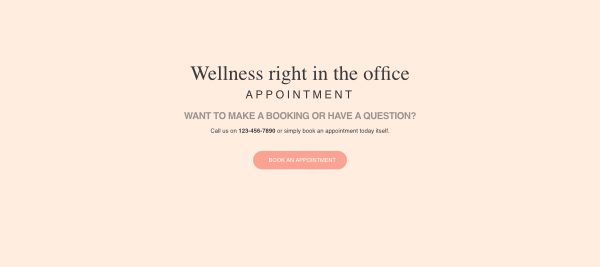 Wellness right in the office
APPOINTMENT
WANT TO MAKE A BOOKING OR HAVE A QUESTION?
Call us on 123-456-7890 or simply book an appointment today itself.
BOOK AN APPOINTMENT